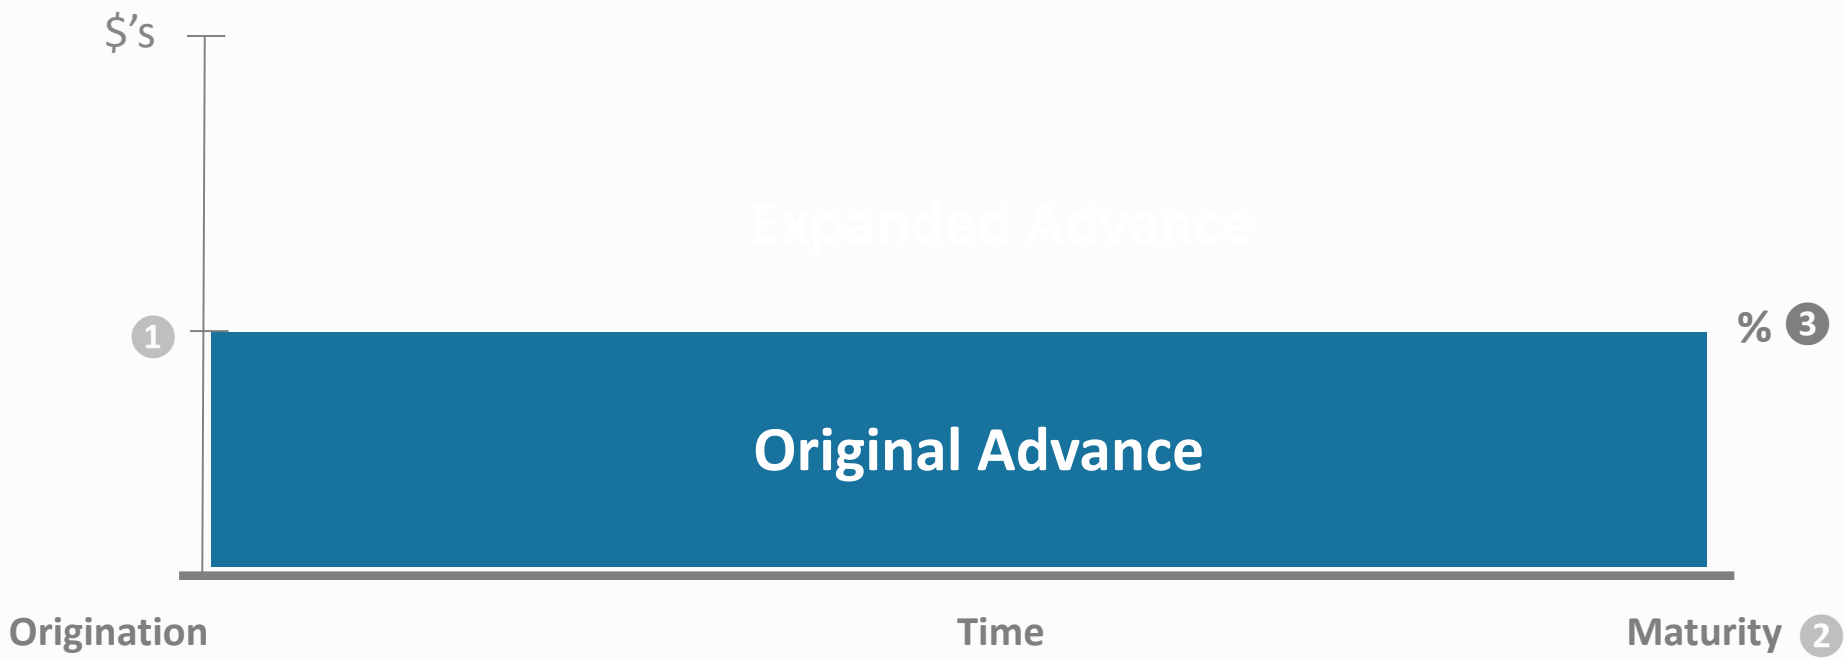 $’s
Expanded Advance
1
% 3
Original Advance
Origination Time Maturity 2